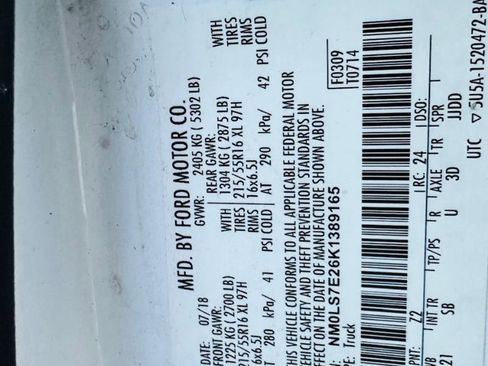 MFD. BY FORD MOTOR CO.
DATE: 07/18 GVWR: 2405 KG ( 5302 LB)
FRONT GAWR: REAR GAWR:
1225 KG ( 2700 LB) WITH 1304 KG ( 2875 LB) WITH
215/55R16 XL 97H TIRES 215/55R16 XL 97H TIRES
16x6.5J RIMS 16x6.5J RIMS
AT 280 kPa/ 41 PSI COLD AT 290 kPa/ 42 PSI COLD
THIS VEHICLE CONFORMS TO ALL APPLICABLE FEDERAL MOTOR
VEHICLE SAFETY AND THEFT PREVENTION STANDARDS IN
EFFECT ON THE DATE OF MANUFACTURE SHOWN ABOVE.
NM0LS7E26K1389165 F0309
PE: Truck T0714
PNT: Z2 RC: 24 DSO:
WB INT TR TP/PS R AXLE TR SPR
21 SB U 3D JJDD
UTC ▽5U5A-1520472-BA